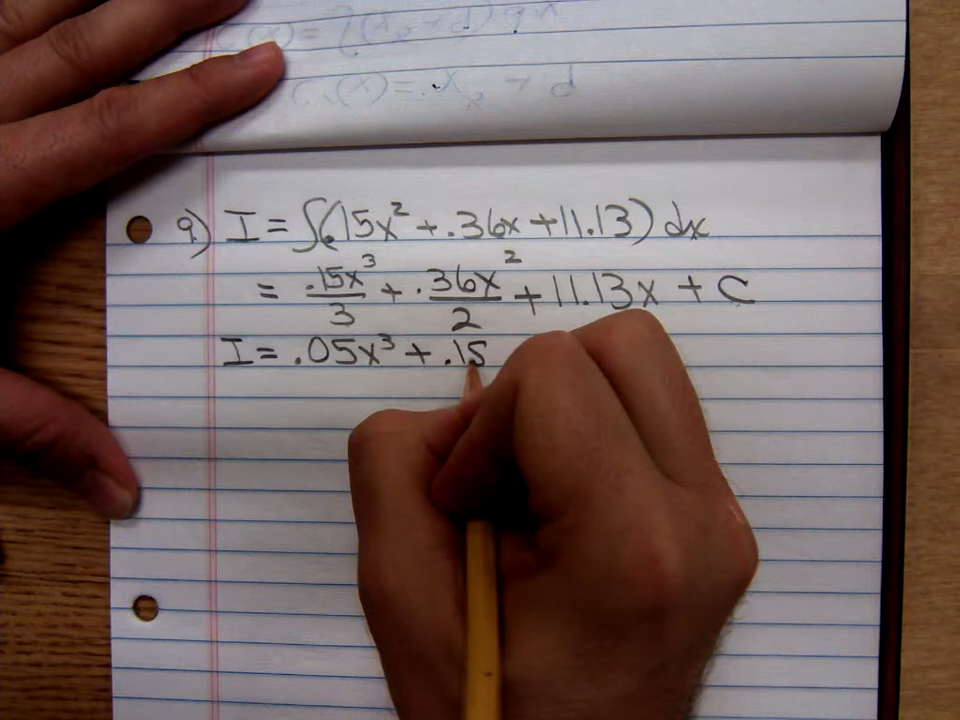 9.) I = ∫(.15x² + .36x + 11.13) dx
= .15x³/3 + .36x²/2 + 11.13x + C
I = .05x³ + .15